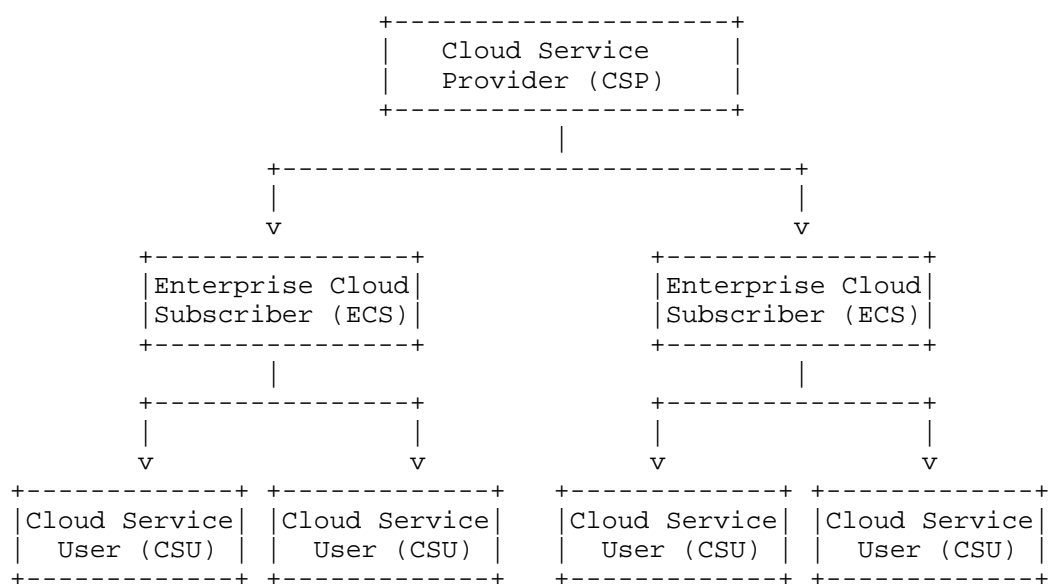 Cloud Service
Provider (CSP)
Enterprise Cloud
Subscriber (ECS)
Enterprise Cloud
Subscriber (ECS)
Cloud Service
User (CSU)
Cloud Service
User (CSU)
Cloud Service
User (CSU)
Cloud Service
User (CSU)